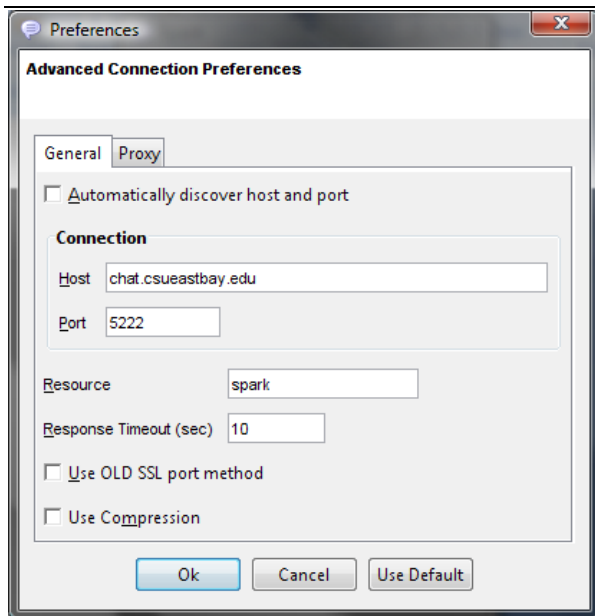 Preferences
Advanced Connection Preferences
General Proxy
Automatically discover host and port
Connection
Host chat.csueastbay.edu
Port 5222
Resource spark
Response Timeout (sec) 10
Use OLD SSL port method
Use Compression
Ok Cancel Use Default